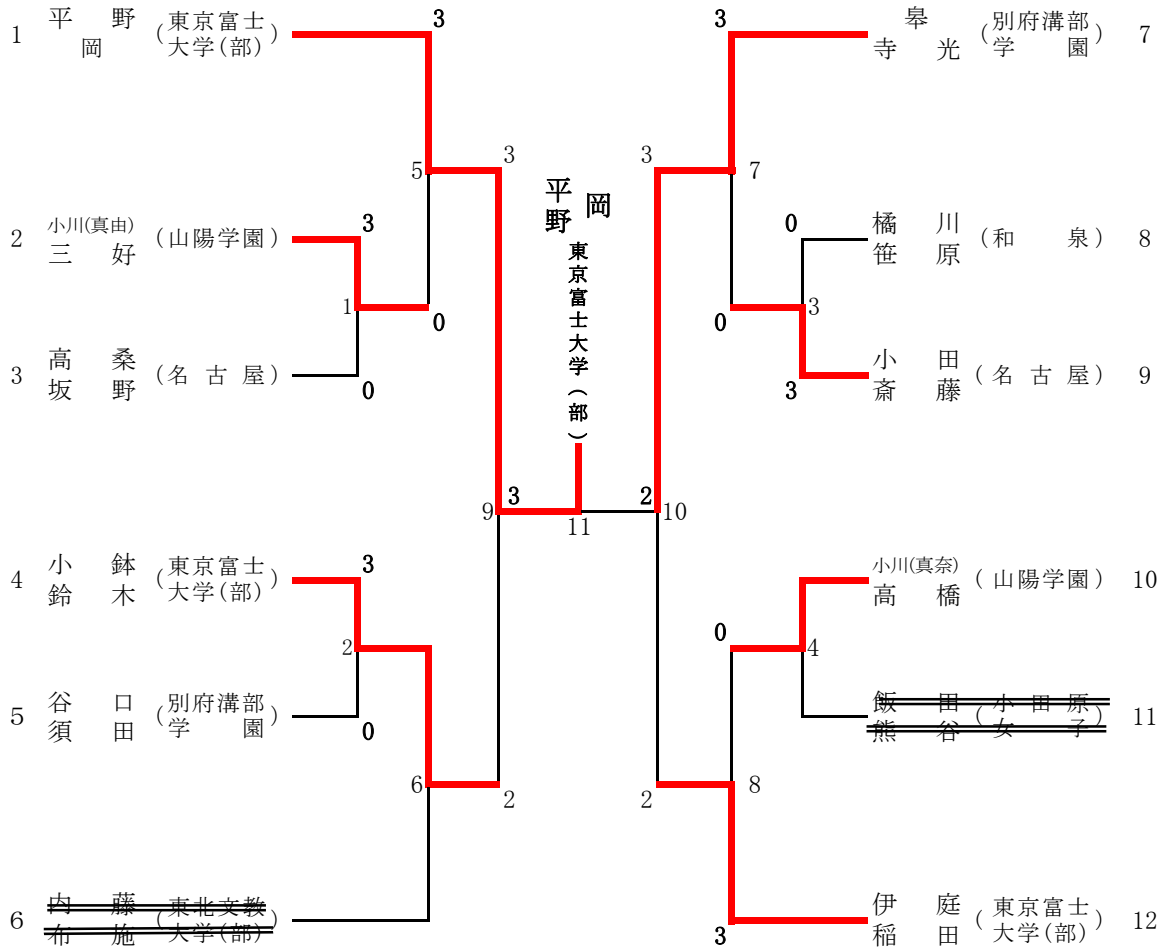 1 平野 岡 (東京富士大学(部))
3
5
3
2 小川(真由) 三好 (山陽学園)
3
1
0
3 高桑 坂野 (名古屋)
0
4 小鉢 鈴木 (東京富士大学(部))
3
2
5 谷口 須田 (別府溝部学園)
0
6
2
6 内藤 布施 (東北文教大学(部))
平野 岡
東京富士大学(部)
9
3
11
2
10
3
皋 寺光 (別府溝部学園) 7
3
7
0
橘川 笹原 (和泉) 8
3
0
小田 斎藤 (名古屋) 9
3
小川(真奈) 高橋 (山陽学園) 10
0
4
飯田 熊谷 (小田原女子) 11
2
8
伊庭 稲田 (東京富士大学(部)) 12
3